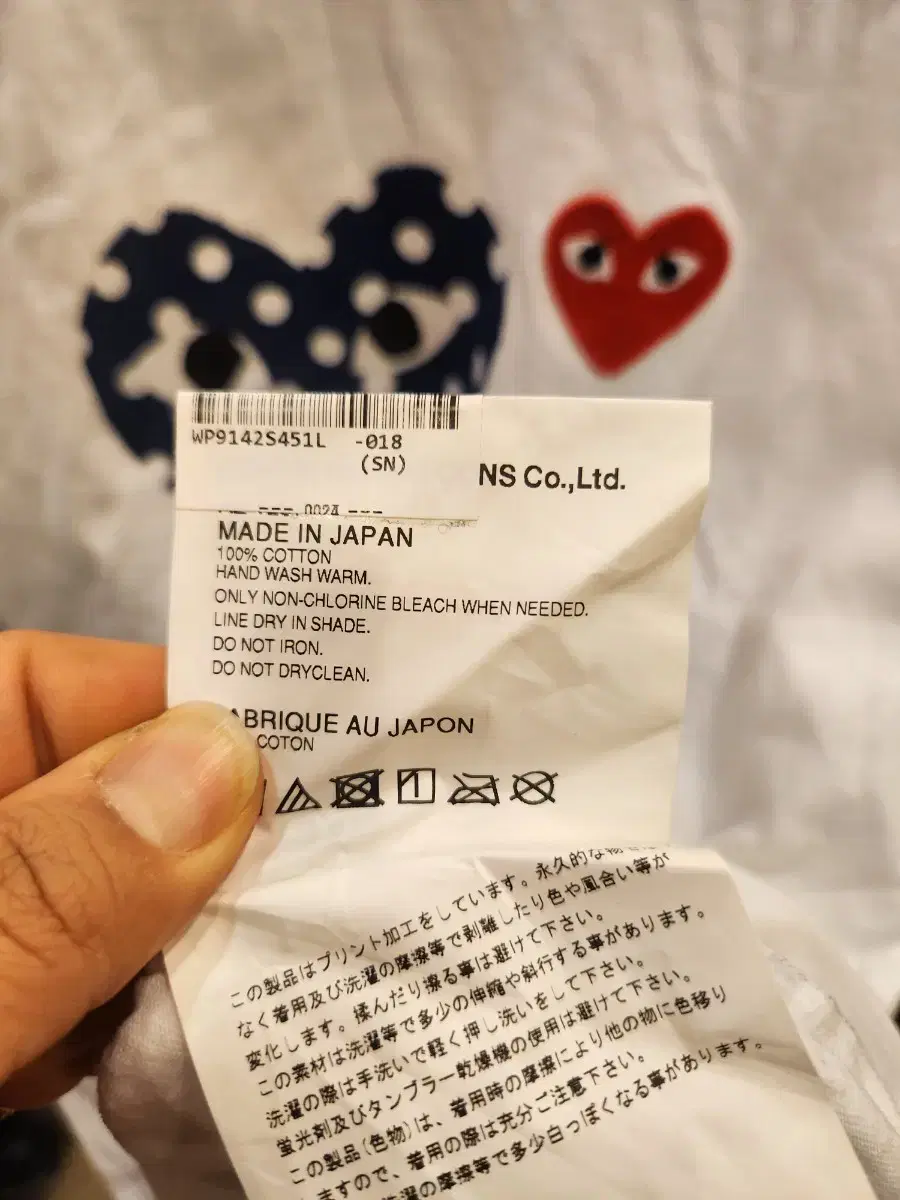 WP9142S451L -018
(SN)
NS Co.,Ltd.
0024
MADE IN JAPAN
100% COTTON
HAND WASH WARM.
ONLY NON-CHLORINE BLEACH WHEN NEEDED.
LINE DRY IN SHADE.
DO NOT IRON.
DO NOT DRYCLEAN.
ABRIQUE AU JAPON
COTON
この製品はプリント加工をしています。永久的な物
なく着用及び洗濯の摩擦等で剥離したり色や風合い等が
変化します。揉んだり擦る事は避けて下さい。
この素材は洗濯等で多少の伸縮や斜行する事があります。
洗濯の際は手洗いで軽く押し洗いをして下さい。
蛍光剤及びタンブラー乾燥機の使用は避けて下さい。
この製品(色物)は、着用時の摩擦により他の物に色移り
しますので、着用の際は充分ご注意下さい。
洗濯の摩擦等で多少白っぽくなる事があります。